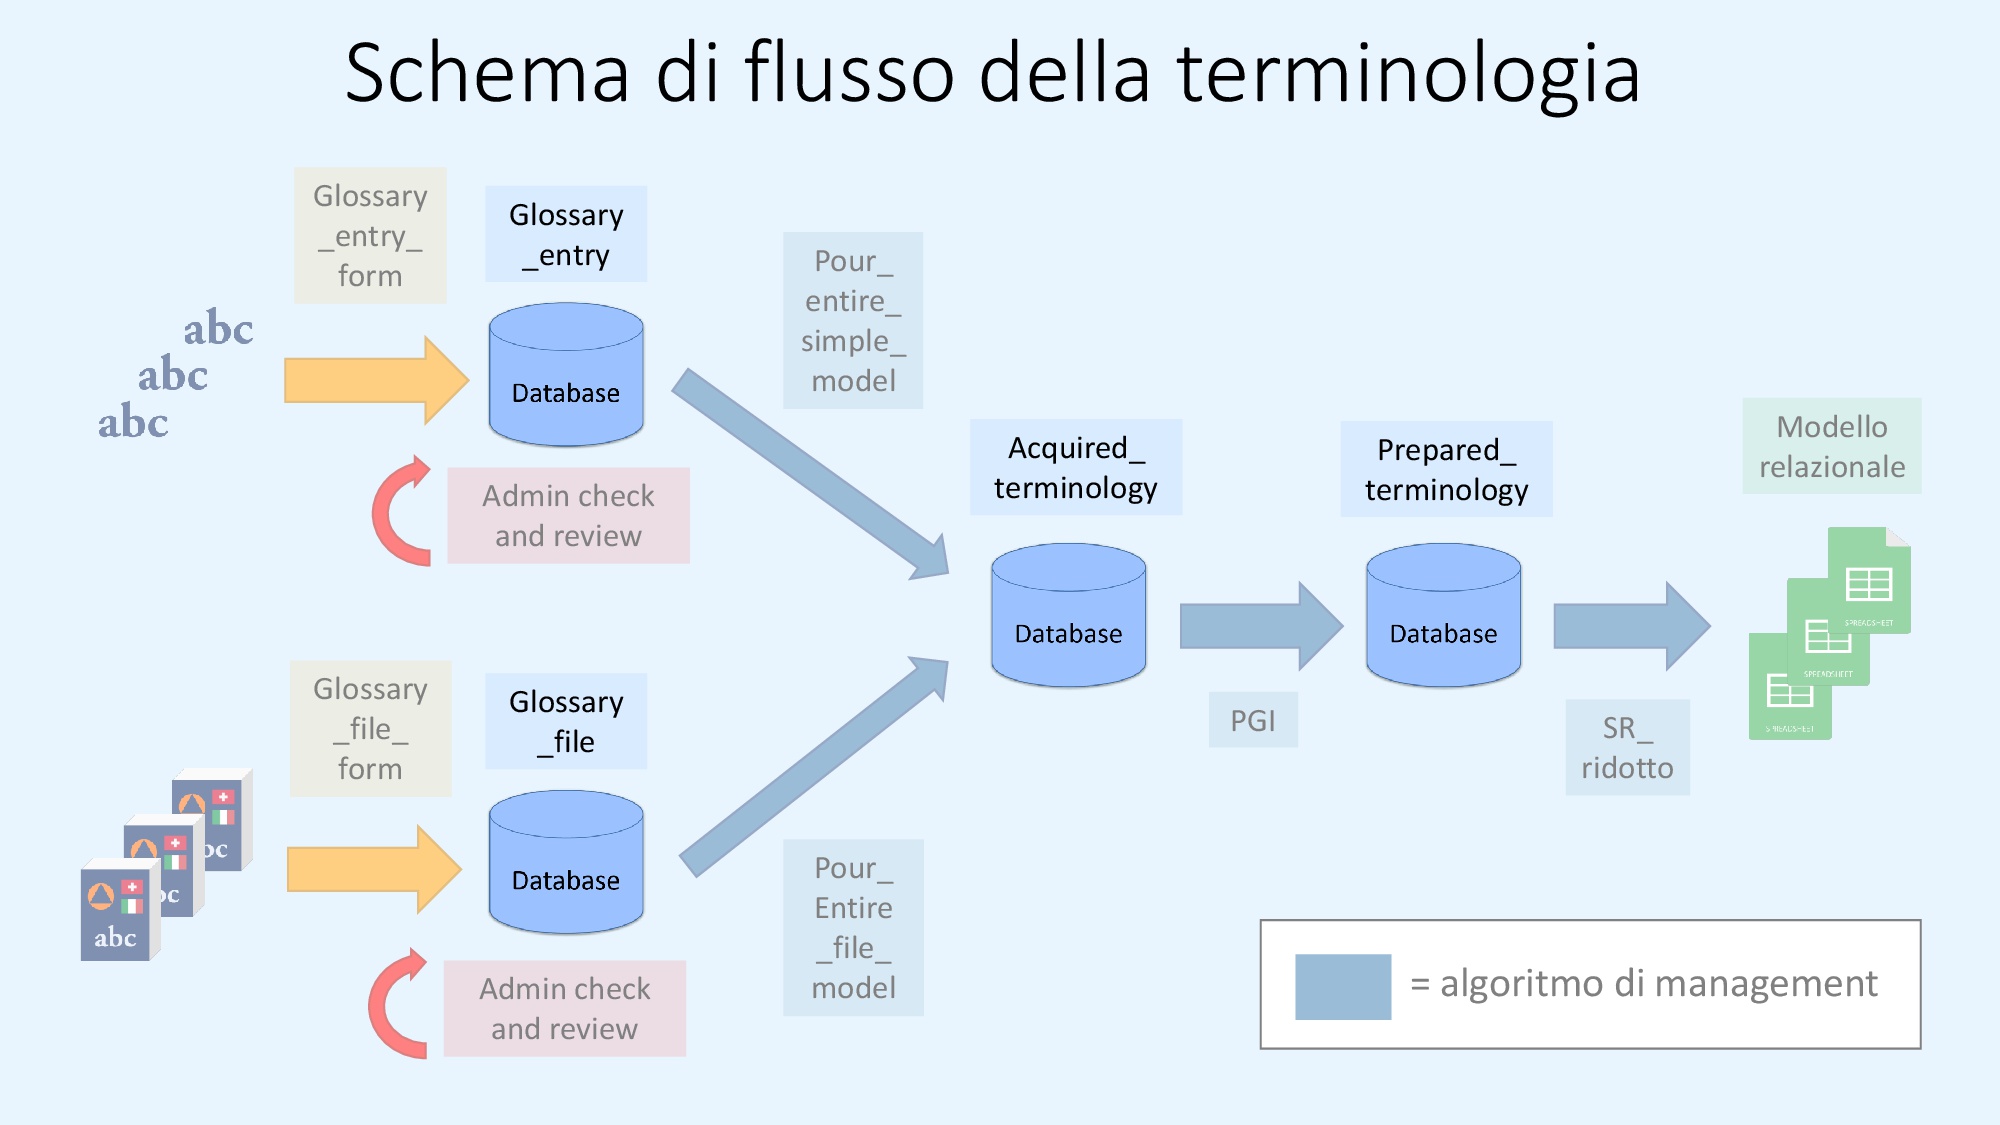 Schema di flusso della terminologia
Glossary
_entry_
form
Glossary
_entry
Pour_
entire_
simple_
model
abc
abc
abc
Database
Admin check
and review
Acquired_
terminology
Prepared_
terminology
Modello
relazionale
Database
Database
SPREADSHEET
SPREADSHEET
SPREADSHEET
PGI
SR_
ridotto
Glossary
_file_
form
Glossary
_file
Database
bc
bc
abc
Pour_
Entire
_file_
model
Admin check
and review
= algoritmo di management